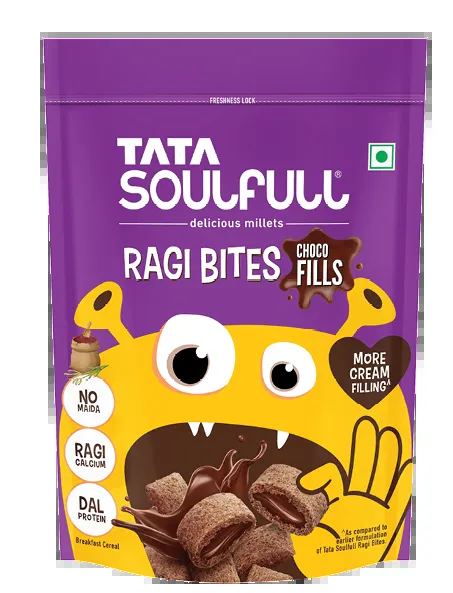 FRESHNESS LOCK
TATA
SOULFULL®
delicious millets
RAGI BITES
CHOCO
FILLS
MORE
CREAM
FILLING^
NO
MAIDA
RAGI
CALCIUM
DAL
PROTEIN
Breakfast Cereal
^As compared to
earlier formulation
of Tata Soulfull Ragi Bites.